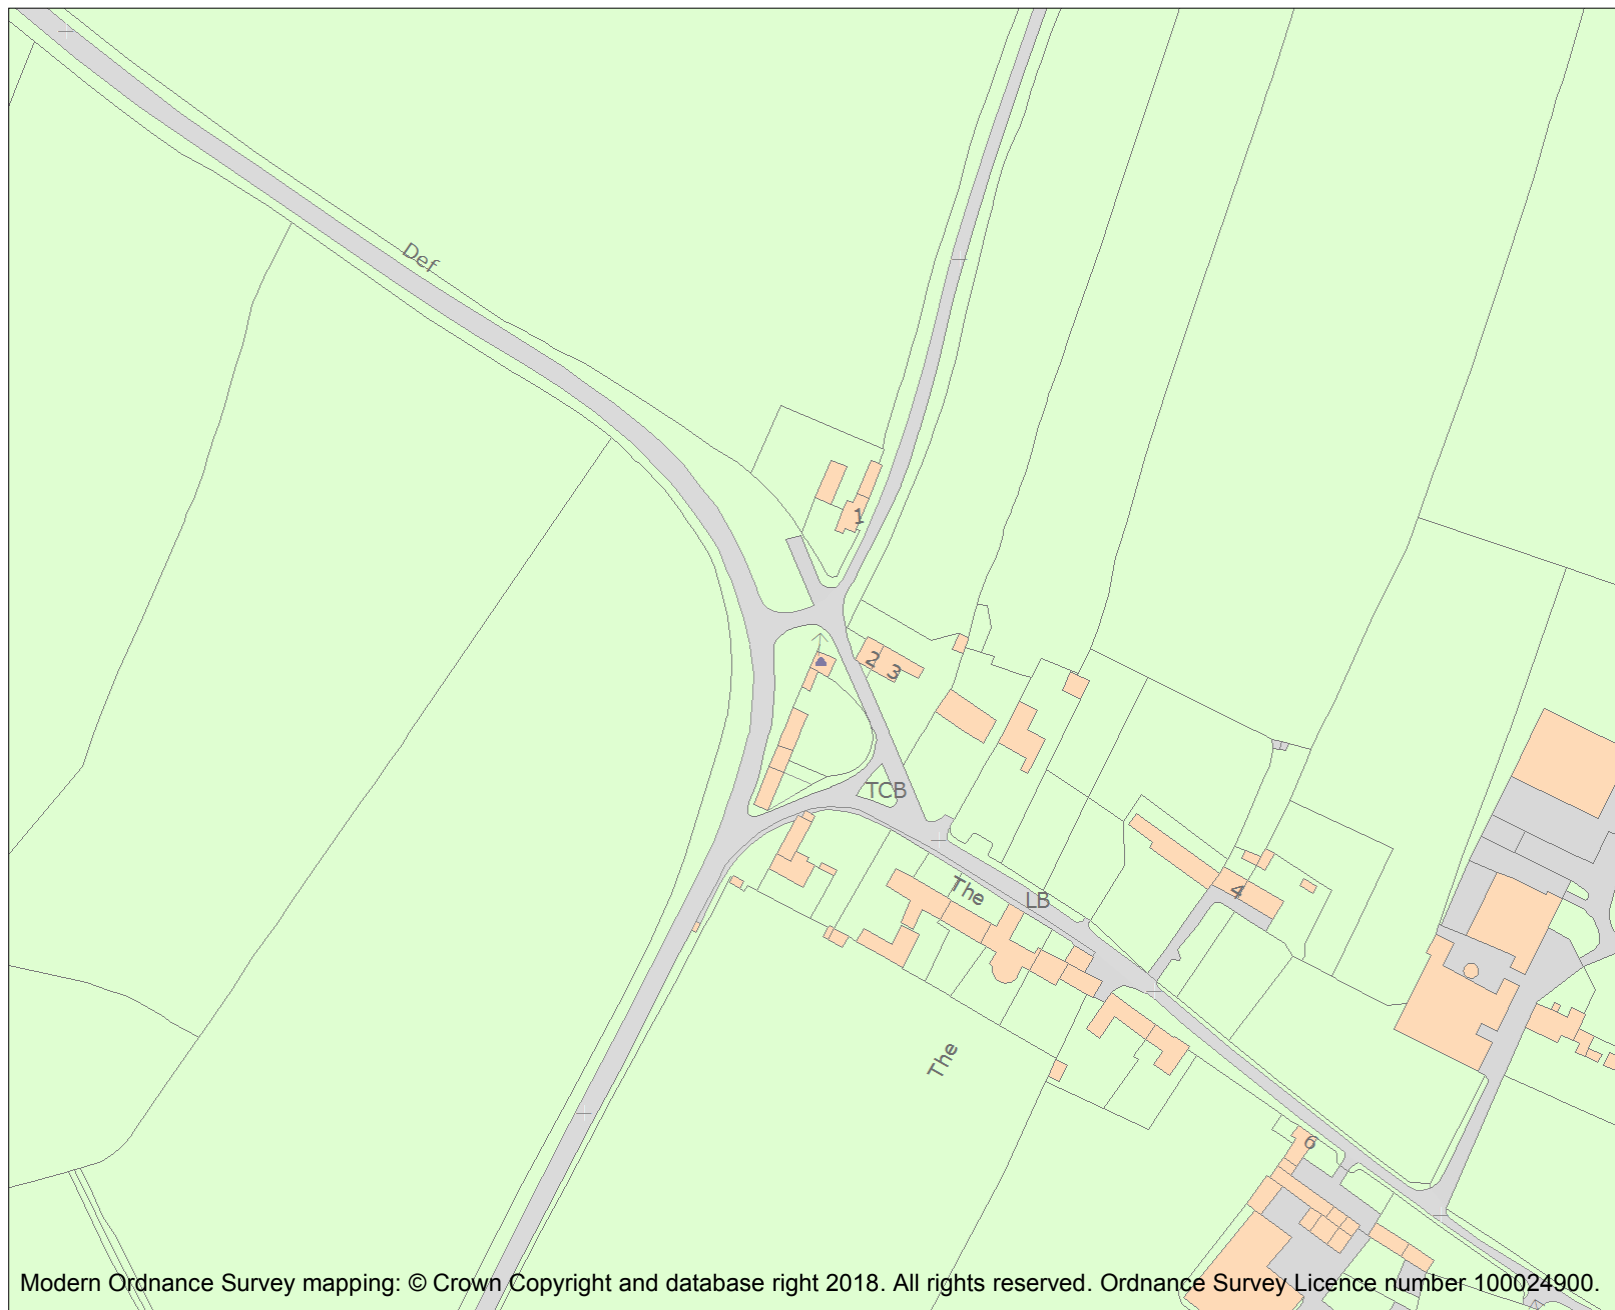 Def
1
2
3
TCB
The
LB
4
The
6
Modern Ordnance Survey mapping: © Crown Copyright and database right 2018. All rights reserved. Ordnance Survey Licence number 100024900.